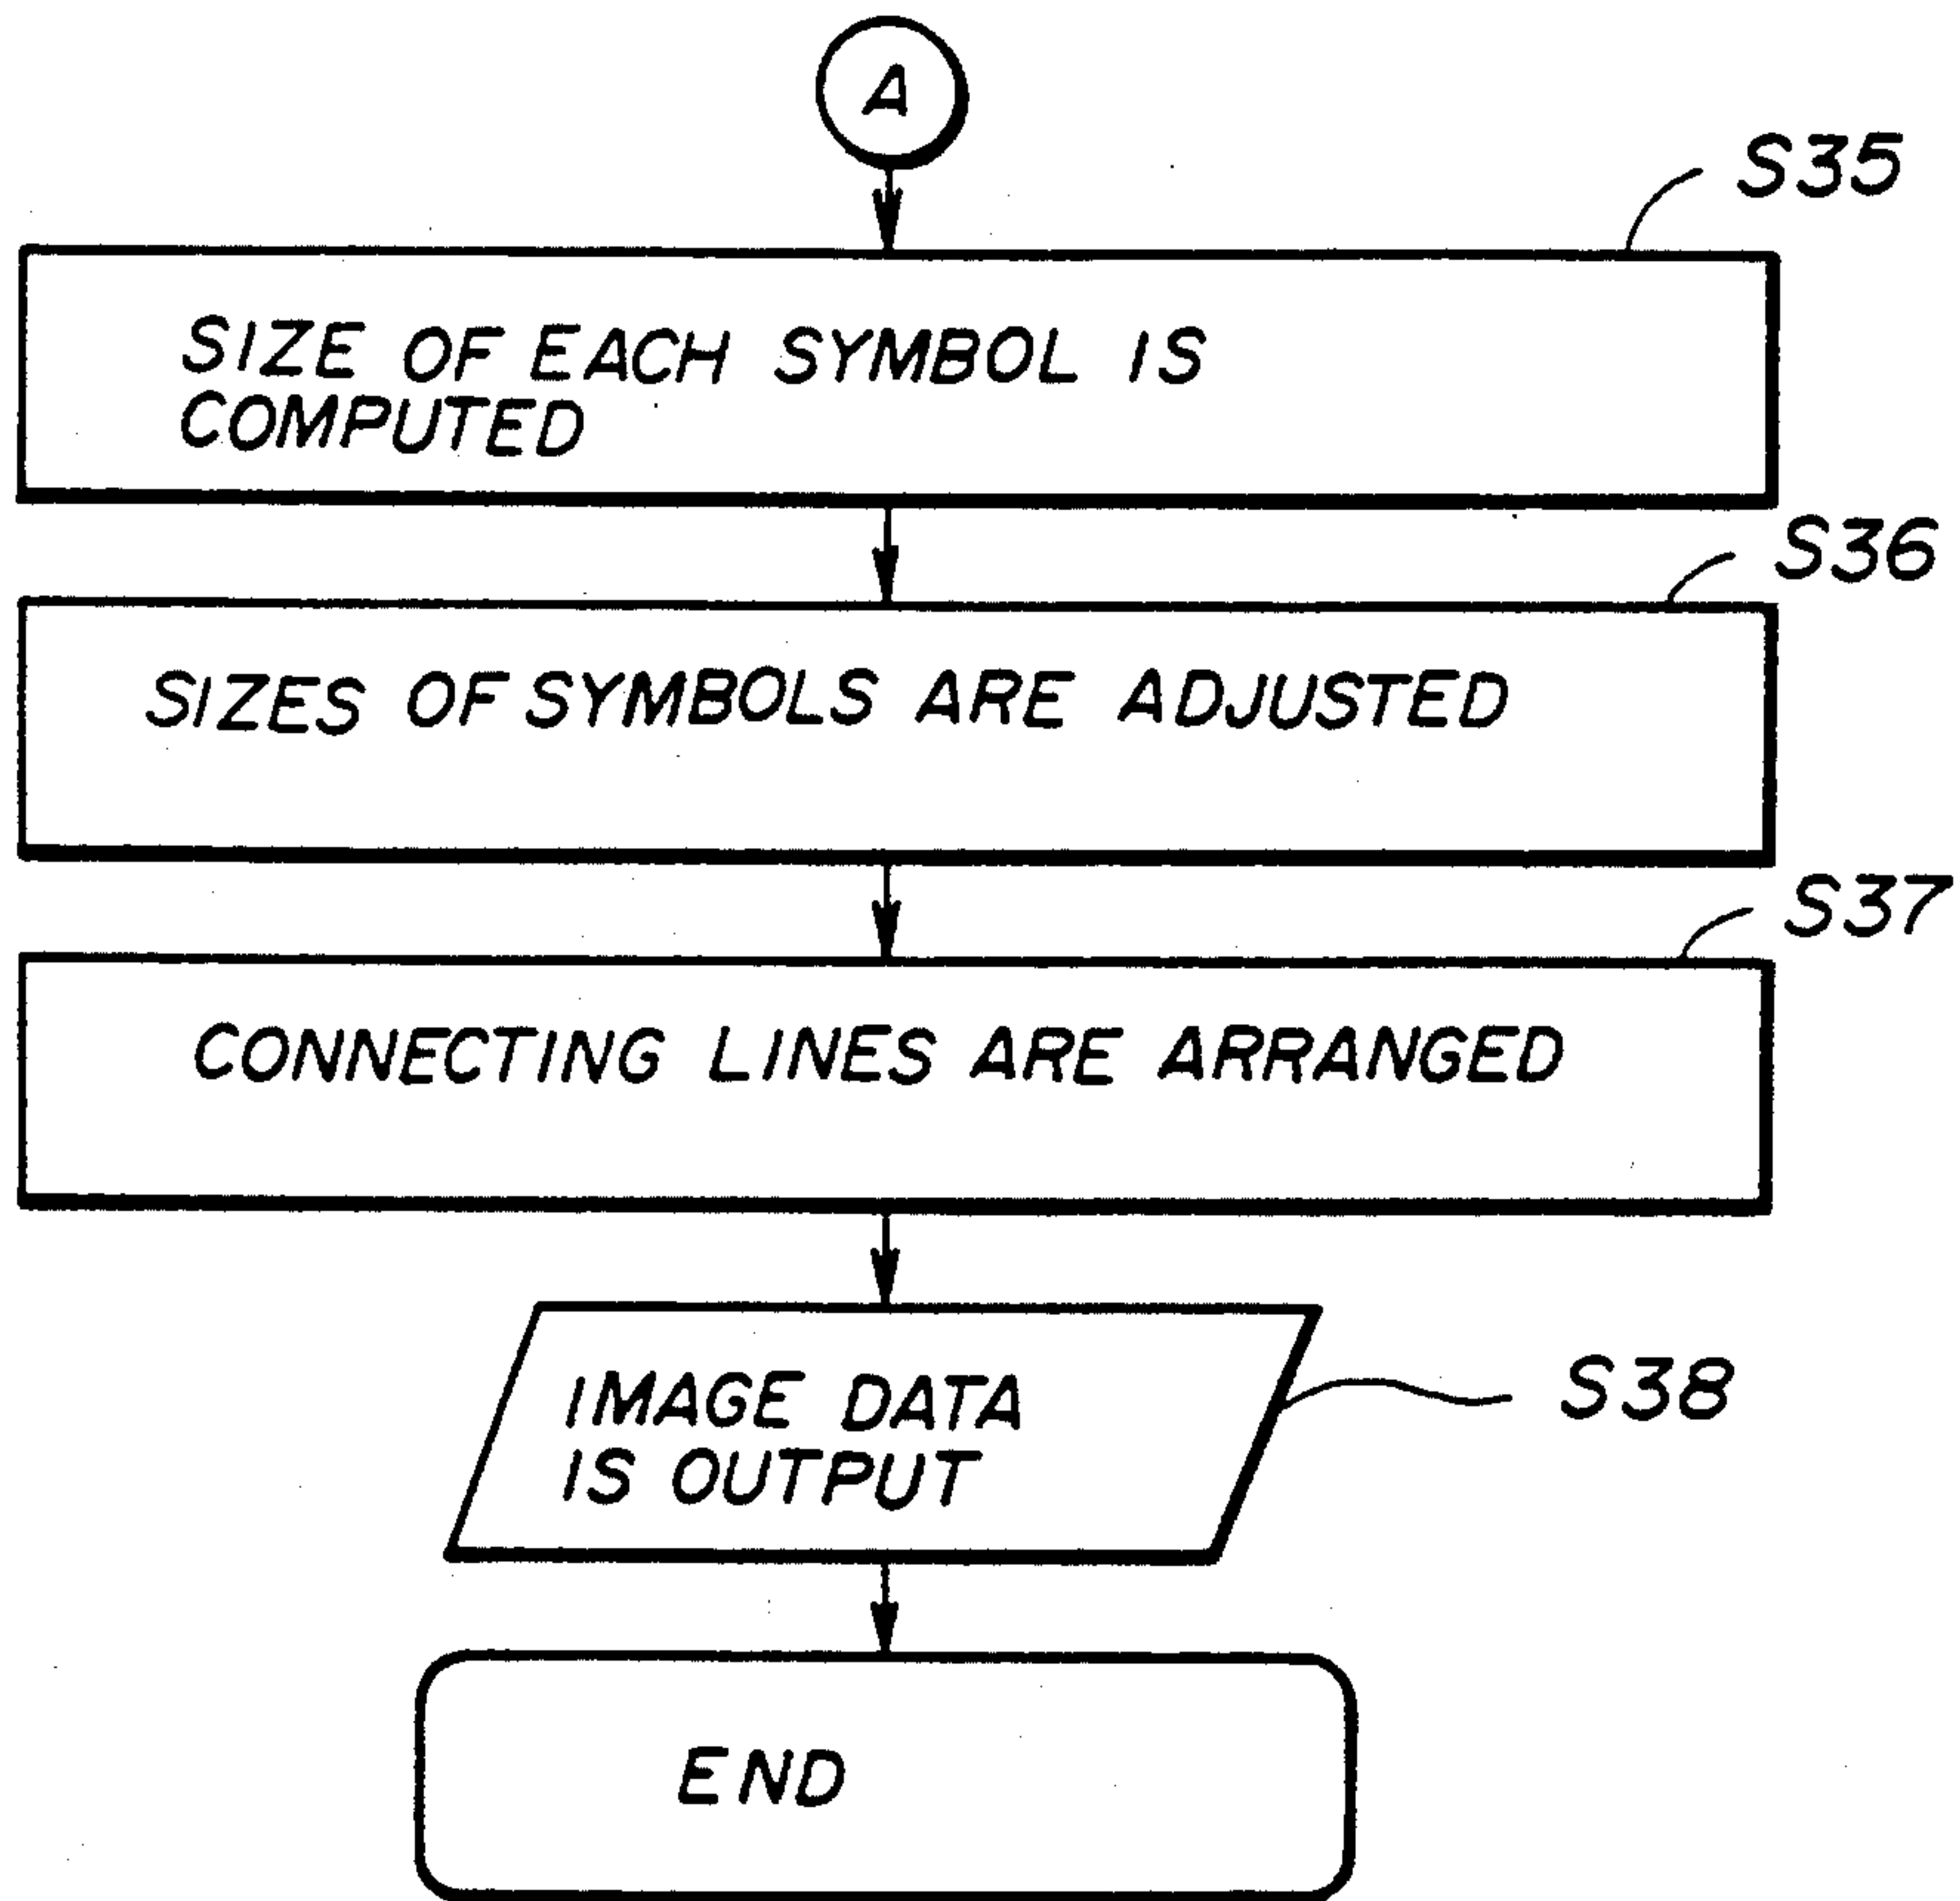 A
S35
SIZE OF EACH SYMBOL IS
COMPUTED
S36
SIZES OF SYMBOLS ARE ADJUSTED
S37
CONNECTING LINES ARE ARRANGED
IMAGE DATA
IS OUTPUT
S38
END